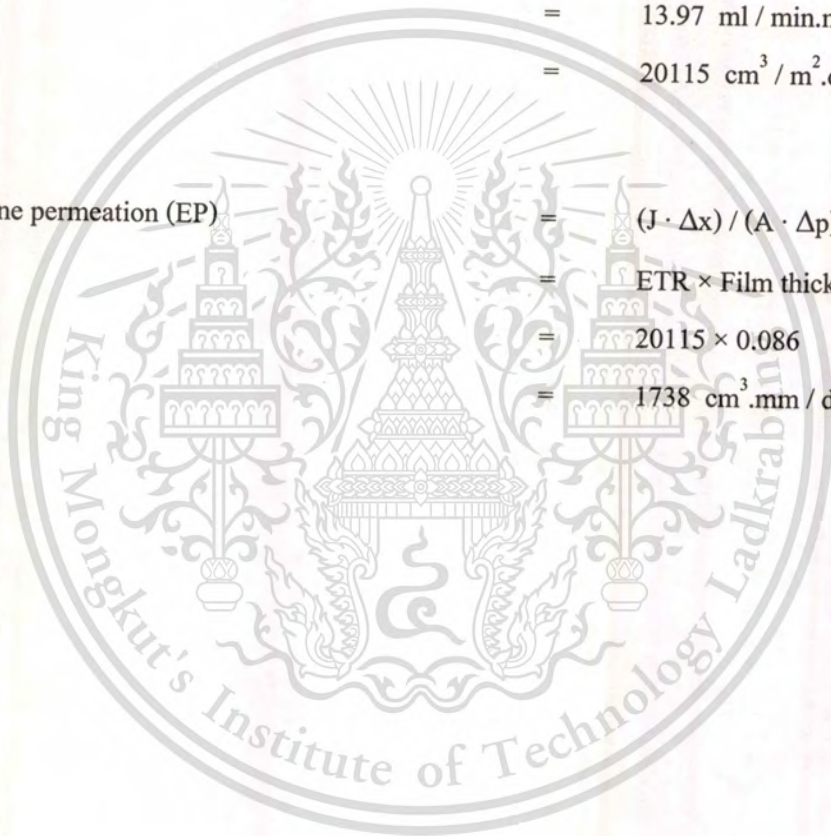 = 13.97 ml / min.
= 20115 cm³ / m².
ne permeation (EP) = (J · Δx) / (A · Δp
= ETR × Film thick
= 20115 × 0.086
= 1738 cm³.mm / d
King Mongkut's Institute of Technology Ladkrabang